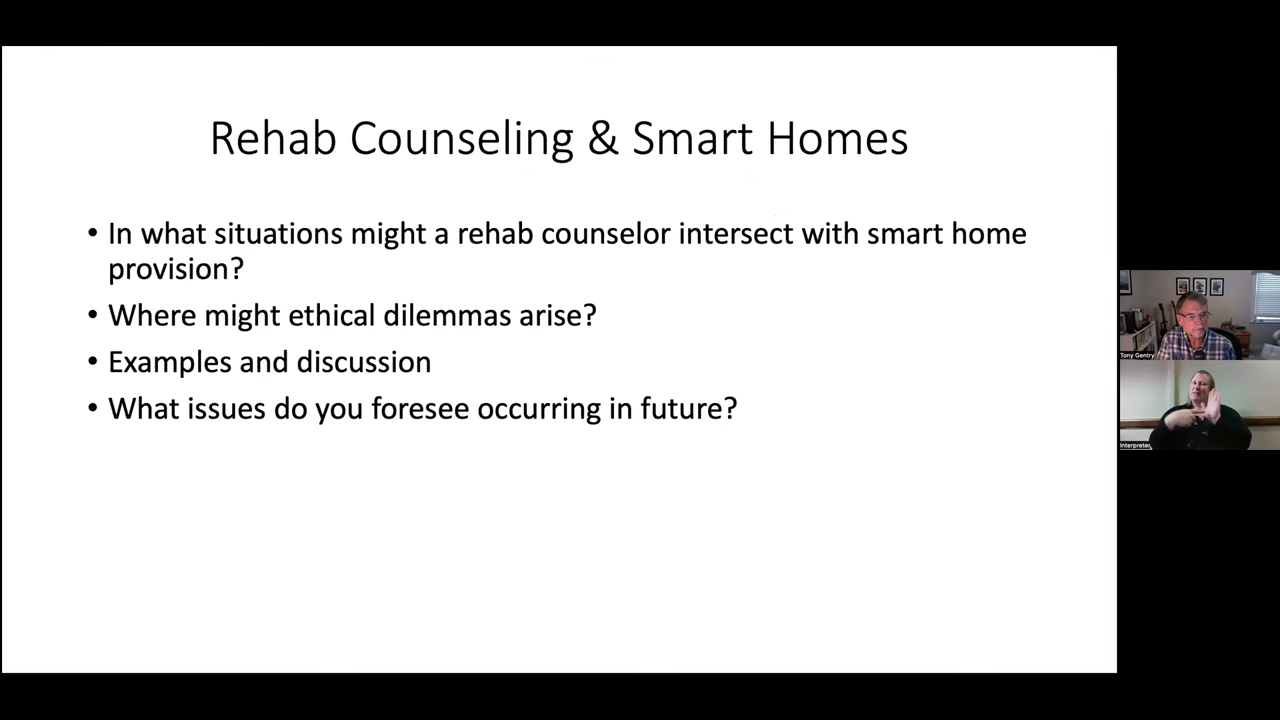 Rehab Counseling & Smart Homes
• In what situations might a rehab counselor intersect with smart home
provision?
• Where might ethical dilemmas arise?
• Examples and discussion
• What issues do you foresee occurring in future?
Tony Gentry
Interpreter